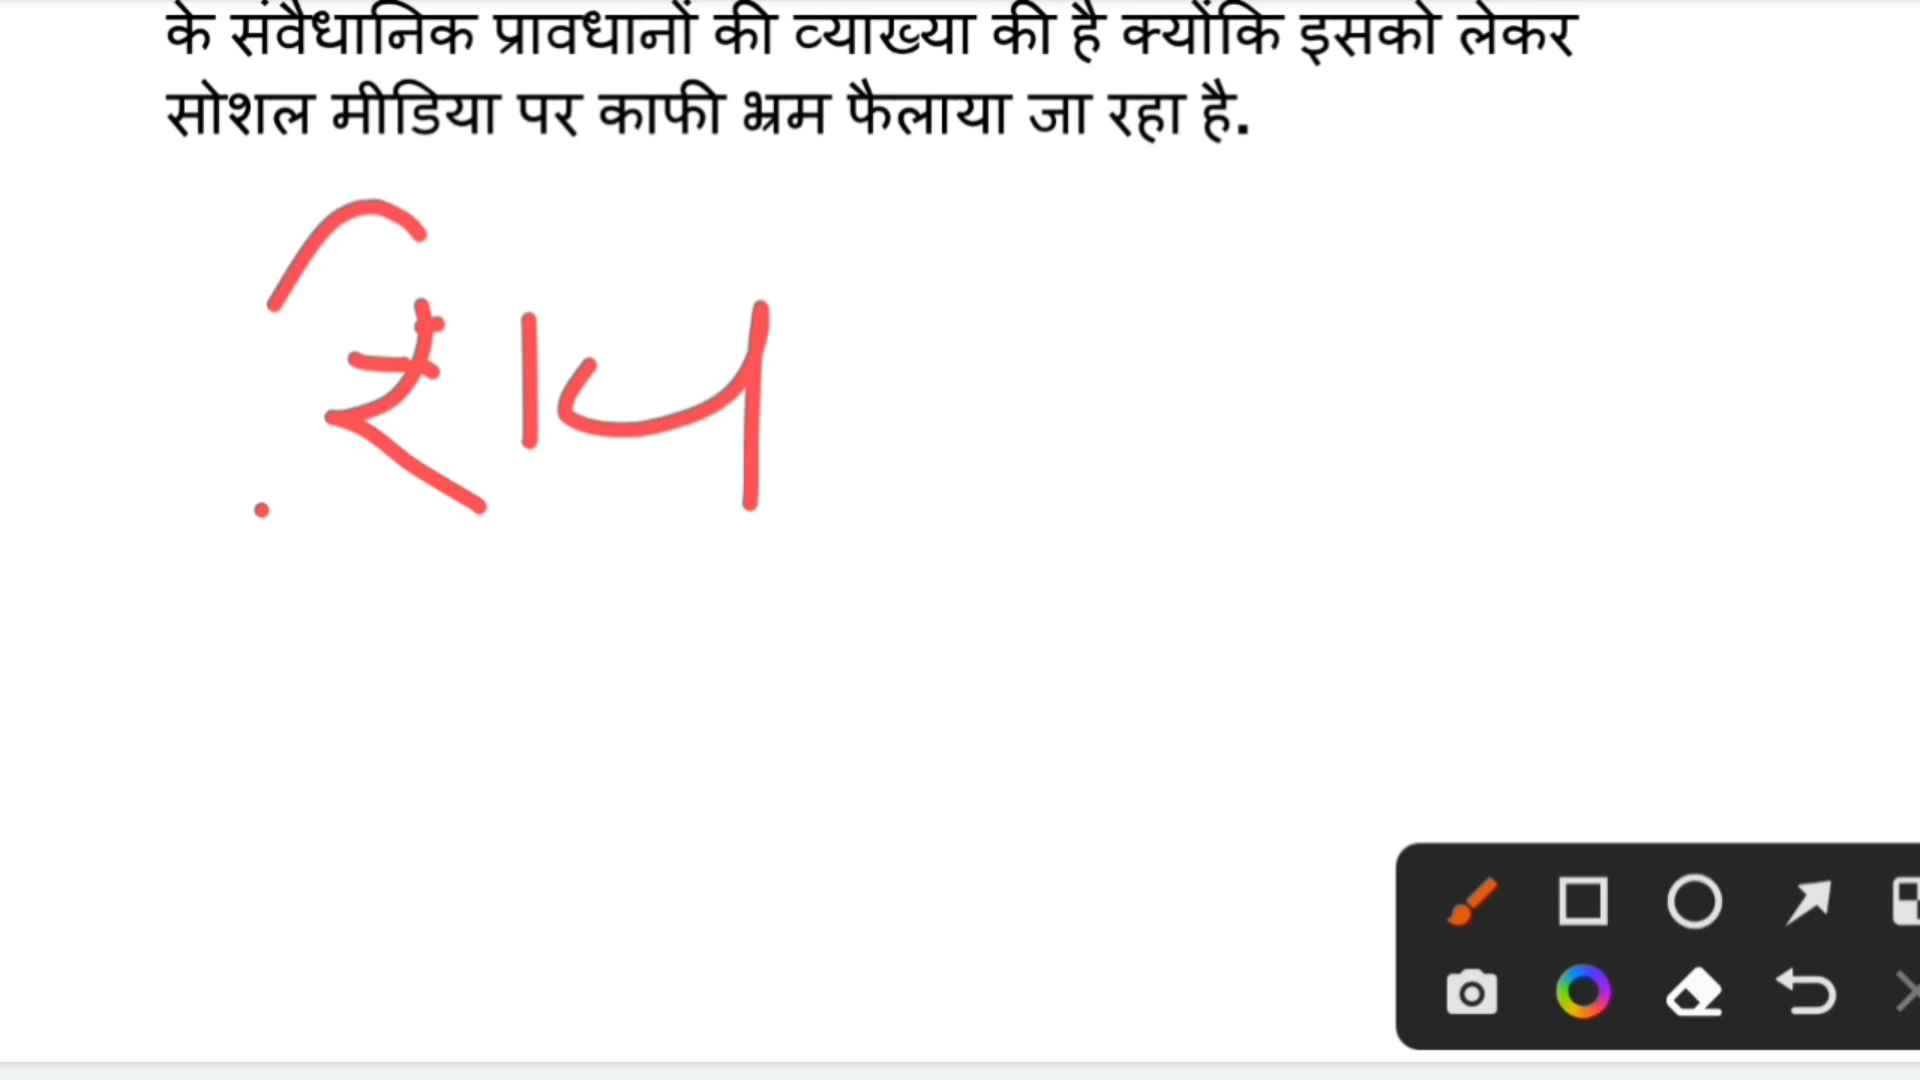 के संवैधानिक प्रावधानों की व्याख्या की है क्योंकि इसको लेकर
सोशल मीडिया पर काफी भ्रम फैलाया जा रहा है.